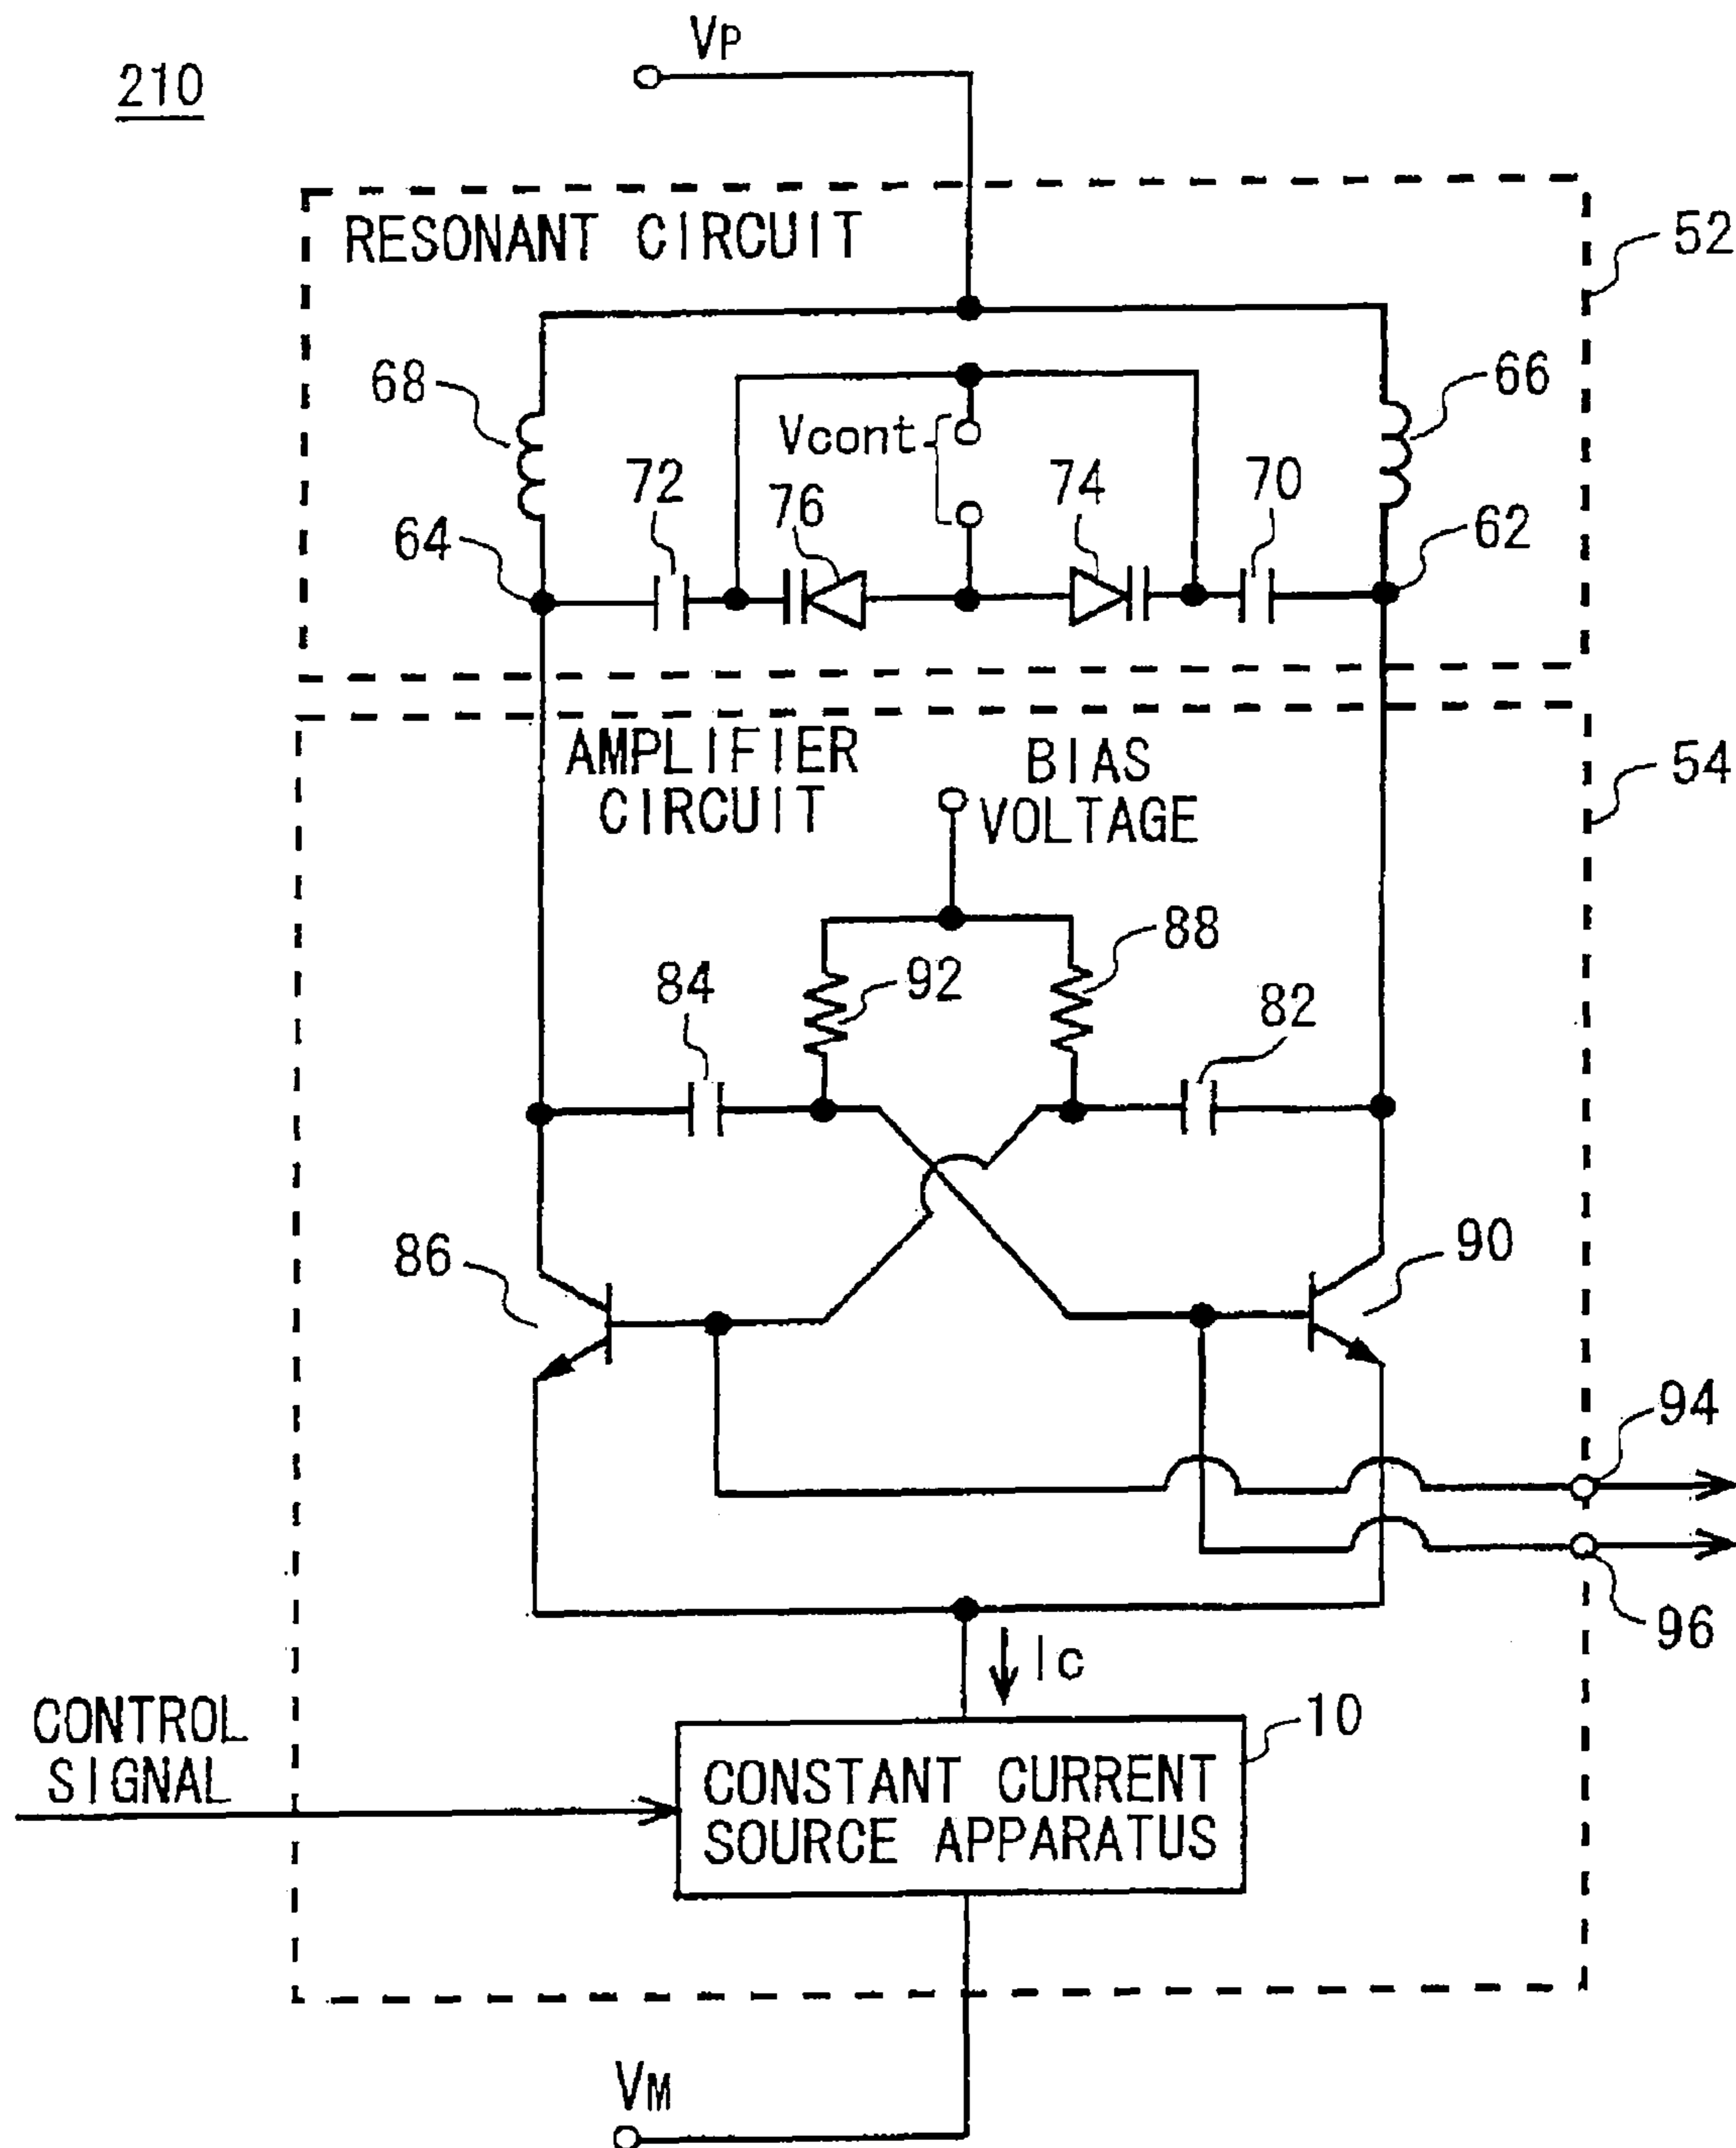 210
VP
RESONANT CIRCUIT
52
68
66
Vcont
72
76
74
70
64
62
AMPLIFIER
CIRCUIT
BIAS
VOLTAGE
54
84
92
88
82
86
90
94
96
Ic
CONTROL
SIGNAL
10
CONSTANT CURRENT
SOURCE APPARATUS
VM